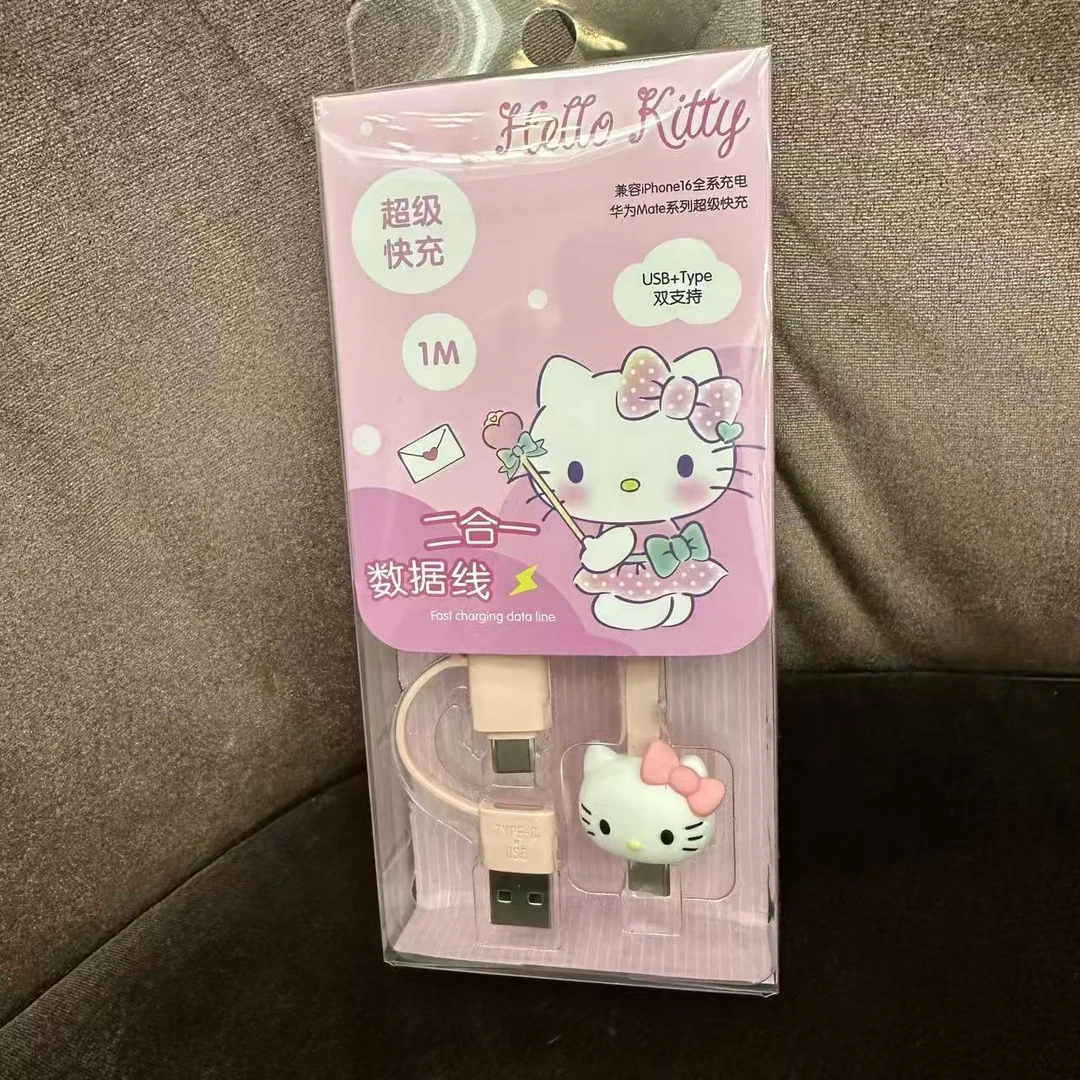 Hello Kitty
兼容iPhone16全系充电
华为Mate系列超级快充
超级
快充
USB+Type
双支持
1M
二合一
数据线
Fast charging data line
TYPE-C
USB